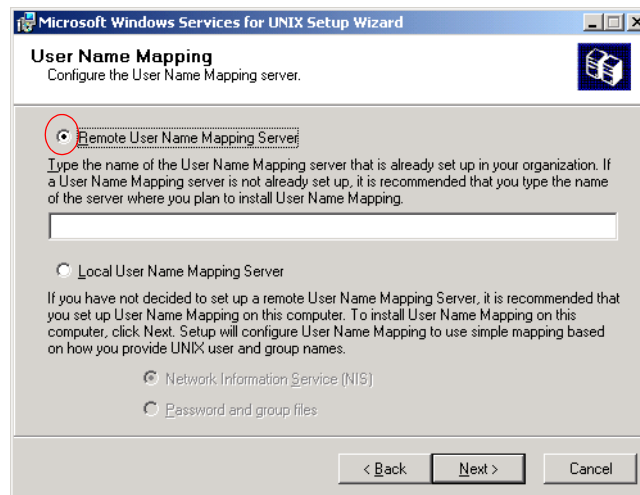 Microsoft Windows Services for UNIX Setup Wizard
User Name Mapping
Configure the User Name Mapping server.
Remote User Name Mapping Server
Type the name of the User Name Mapping server that is already set up in your organization. If
a User Name Mapping server is not already set up, it is recommended that you type the name
of the server where you plan to install User Name Mapping.
Local User Name Mapping Server
If you have not decided to set up a remote User Name Mapping Server, it is recommended that
you set up User Name Mapping on this computer. To install User Name Mapping on this
computer, click Next. Setup will configure User Name Mapping to use simple mapping based
on how you provide UNIX user and group names.
Network Information Service (NIS)
Password and group files
< Back Next > Cancel